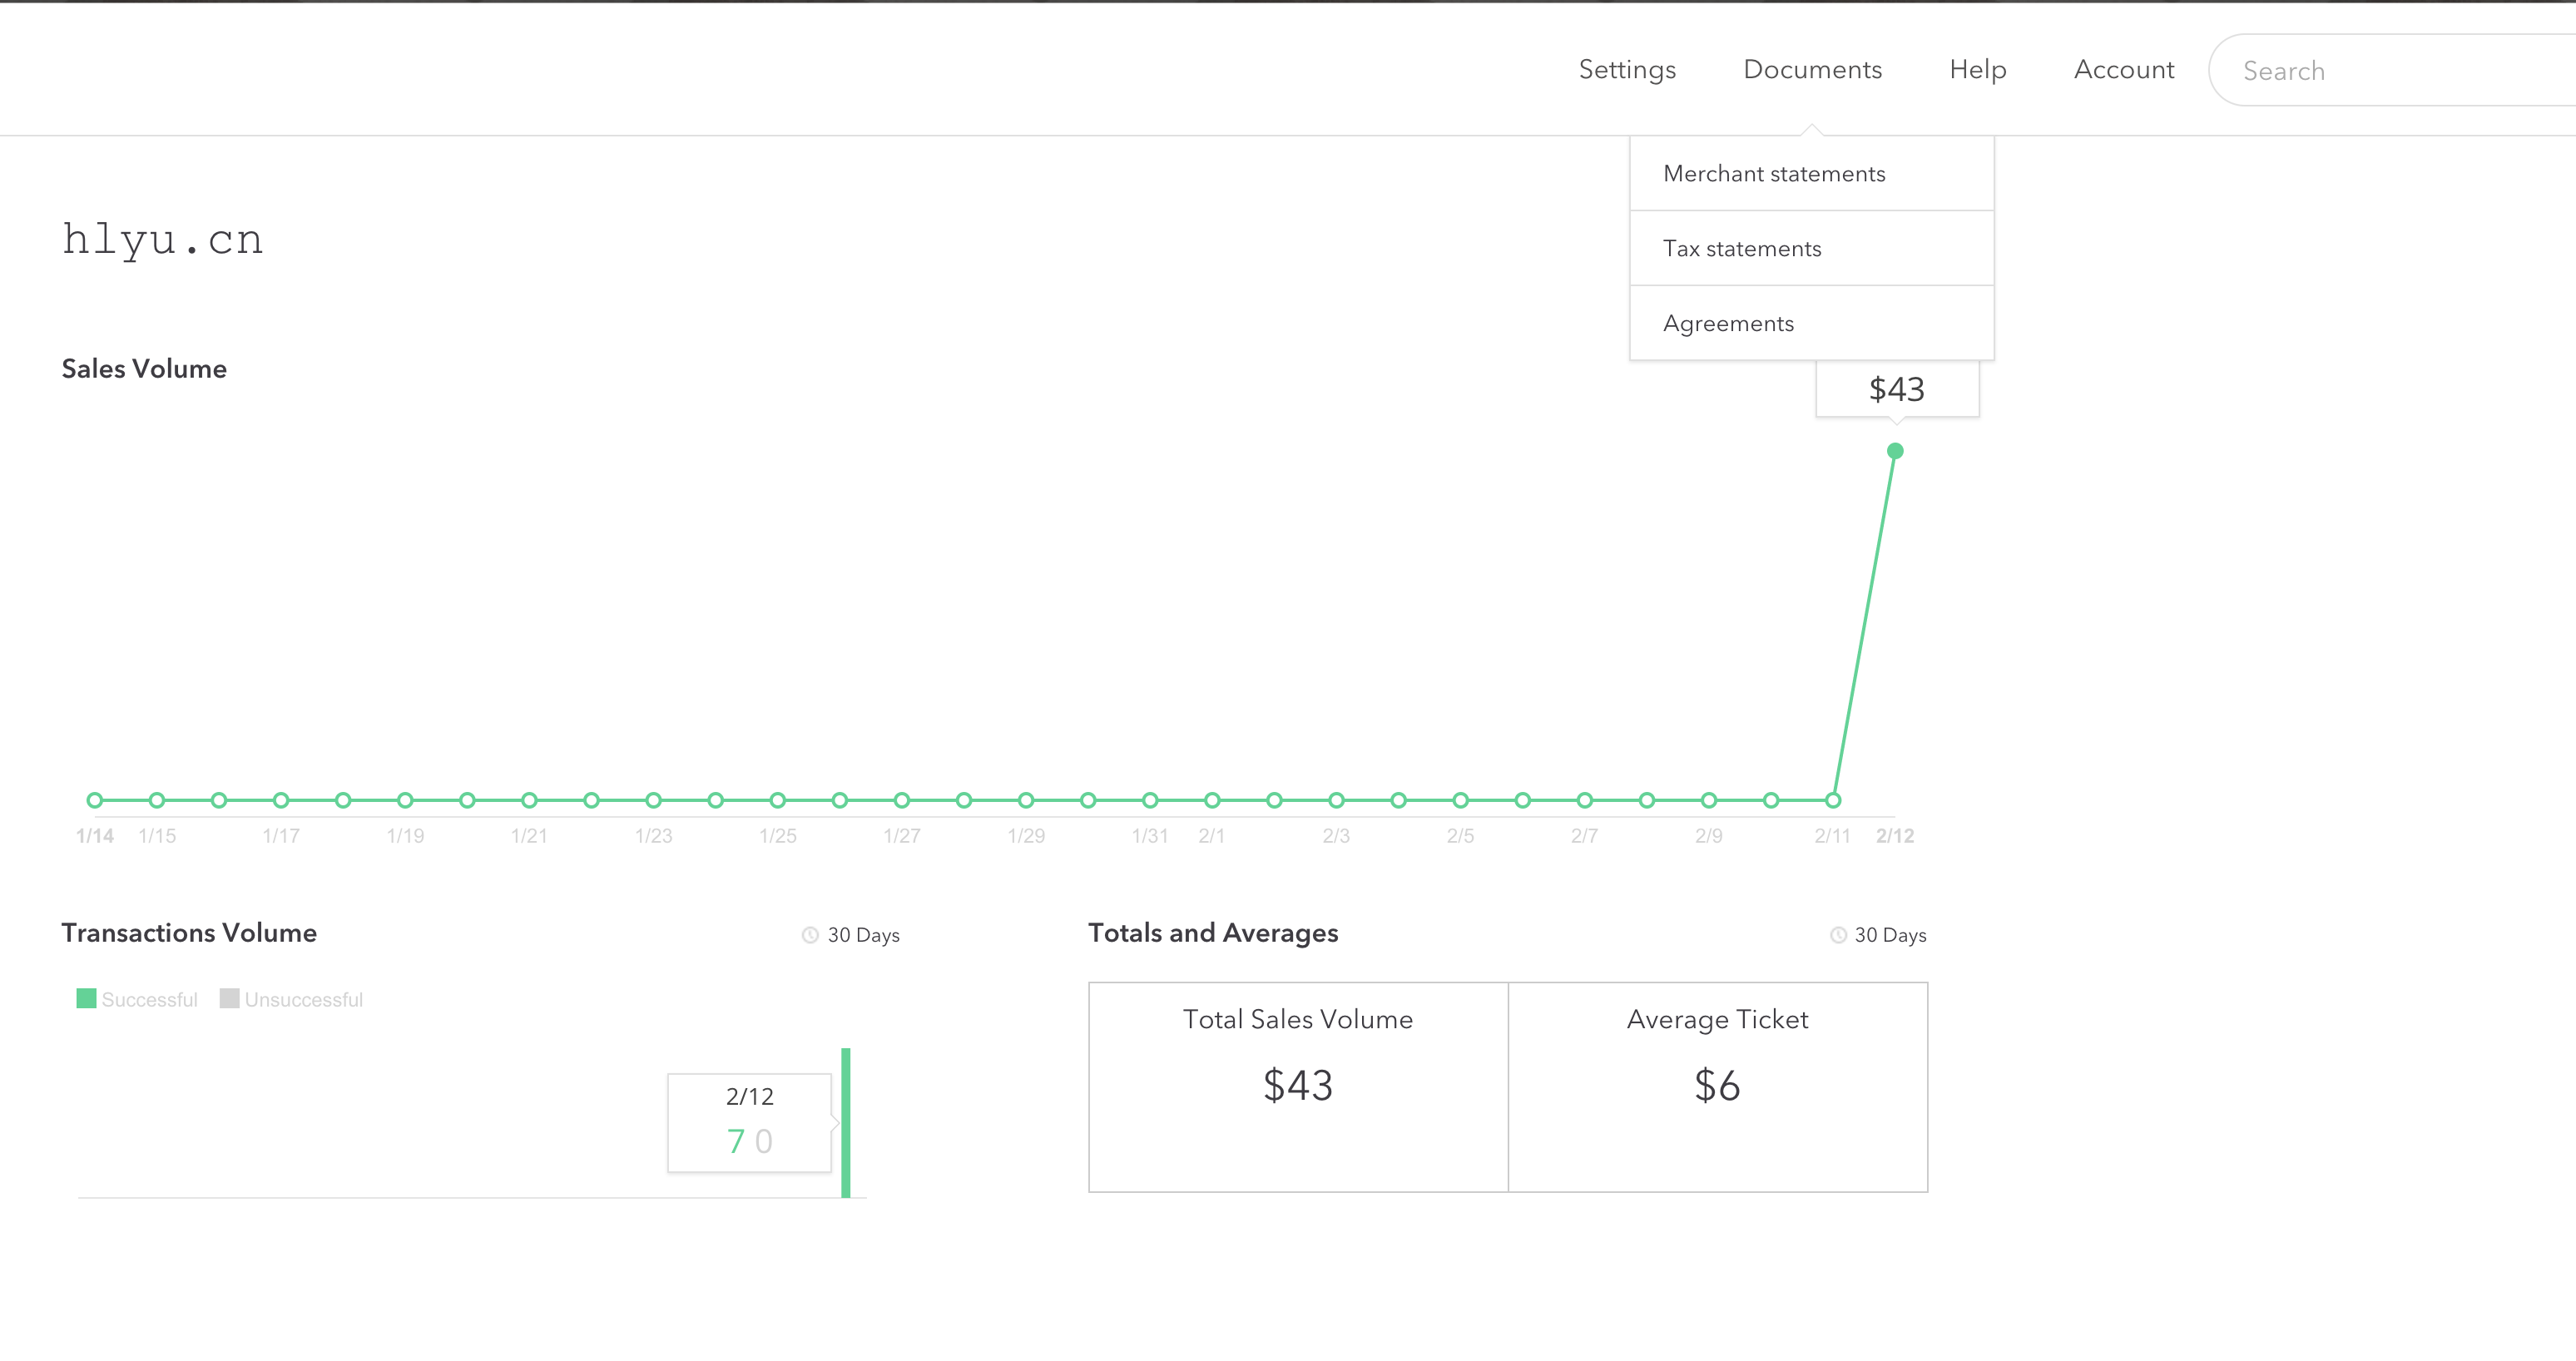 Settings Documents Help Account Search
Merchant statements
Tax statements
Agreements
hlyu.cn
Sales Volume
$43
1/14 1/15 1/17 1/19 1/21 1/23 1/25 1/27 1/29 1/31 2/1 2/3 2/5 2/7 2/9 2/11 2/12
Transactions Volume 30 Days
Successful Unsuccessful
2/12
7 0
Totals and Averages 30 Days
Total Sales Volume
$43
Average Ticket
$6